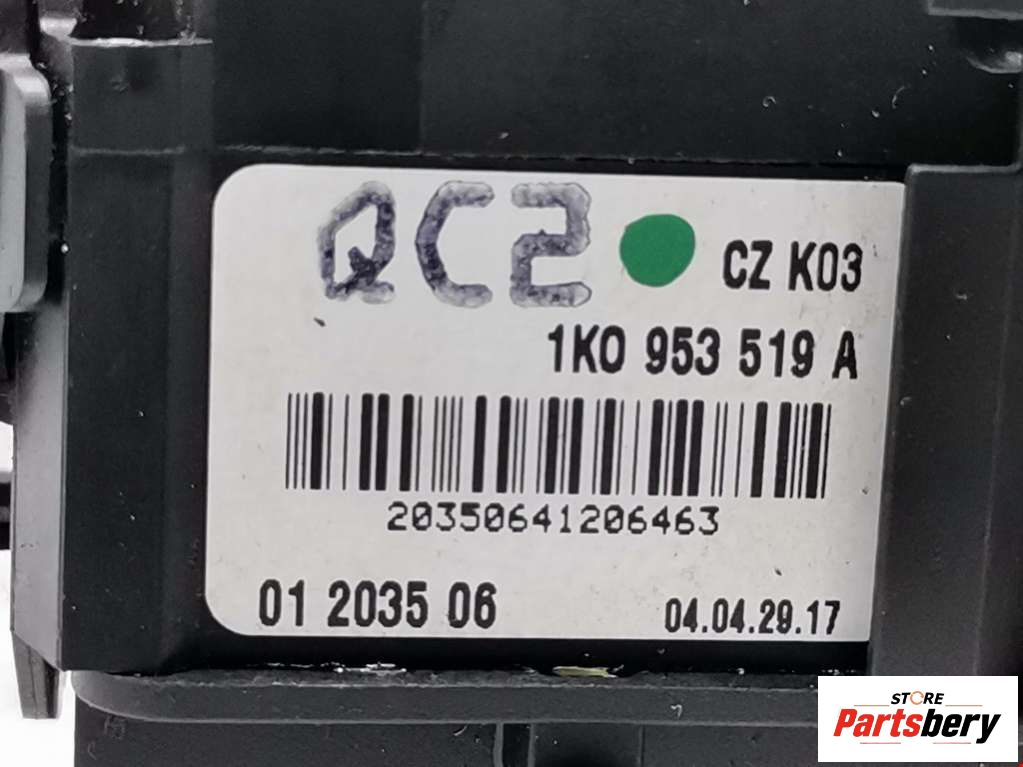 QC2 CZ K03
1K0 953 519 A
20350641206463
01 2035 06 04.04.29.17
STORE
Partsbery